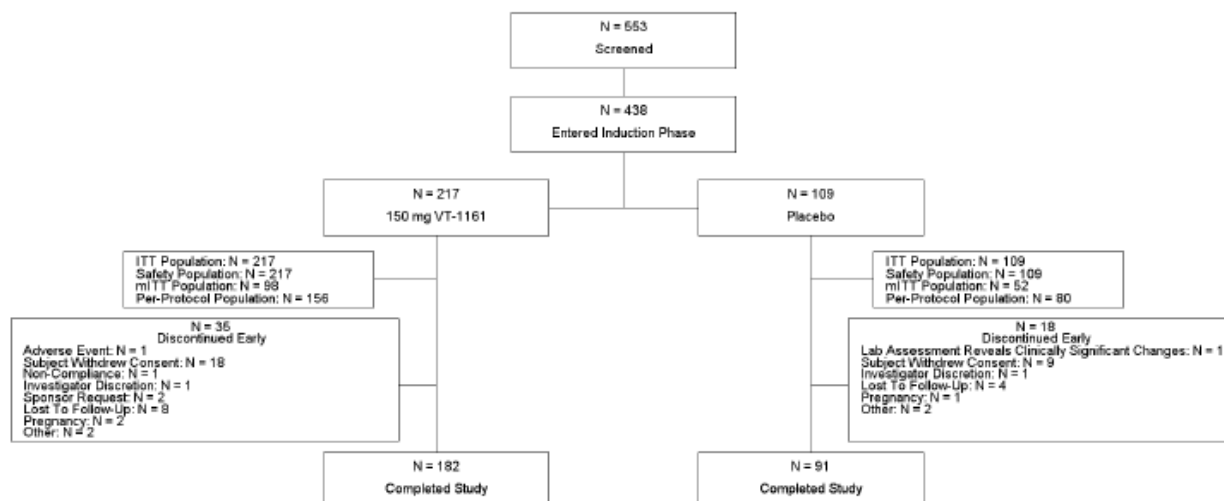 N = 553
Screened
N = 438
Entered Induction Phase
N = 217
150 mg VT-1161
N = 109
Placebo
ITT Population: N = 217
Safety Population: N = 217
mITT Population: N = 98
Per-Protocol Population: N = 156
ITT Population: N = 109
Safety Population: N = 109
mITT Population: N = 52
Per-Protocol Population: N = 80
N = 35
Discontinued Early
Adverse Event: N = 1
Subject Withdrew Consent: N = 18
Non-Compliance: N = 1
Investigator Discretion: N = 1
Sponsor Request: N = 2
Lost To Follow-Up: N = 8
Pregnancy: N = 2
Other: N = 2
N = 18
Discontinued Early
Lab Assessment Reveals Clinically Significant Changes: N = 1
Subject Withdrew Consent: N = 9
Investigator Discretion: N = 1
Lost To Follow-Up: N = 4
Pregnancy: N = 1
Other: N = 2
N = 182
Completed Study
N = 91
Completed Study